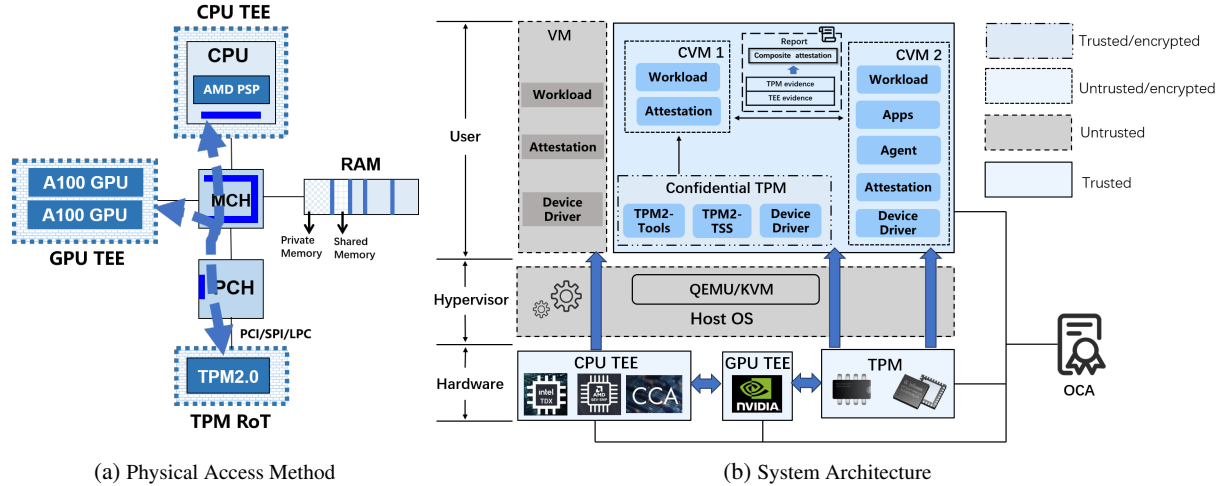 CPU TEE
CPU
AMD PSP
A100 GPU
A100 GPU
GPU TEE
MCH
RAM
Private
Memory
Shared
Memory
PCH
PCI/SPI/LPC
TPM2.0
TPM RoT
(a) Physical Access Method
User
Hypervisor
Hardware
VM
Workload
Attestation
Device
Driver
CVM 1
Workload
Attestation
Report
Composite attestation
TPM evidence
TEE evidence
CVM 2
Workload
Apps
Agent
Attestation
Device
Driver
Confidential TPM
TPM2-
Tools
TPM2-
TSS
Device
Driver
QEMU/KVM
Host OS
CPU TEE
intel
TDX
AMD
SEV-SNP
CCA
GPU TEE
NVIDIA
TPM
OCA
Trusted/encrypted
Untrusted/encrypted
Untrusted
Trusted
(b) System Architecture